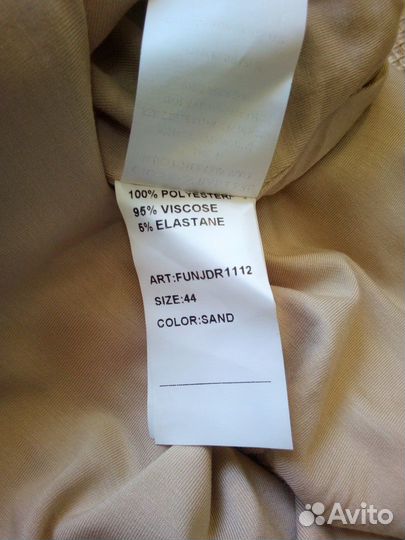 100% POLYESTER/
95% VISCOSE
5% ELASTANE
ART:FUNJDR1112
SIZE:44
COLOR:SAND
Avito